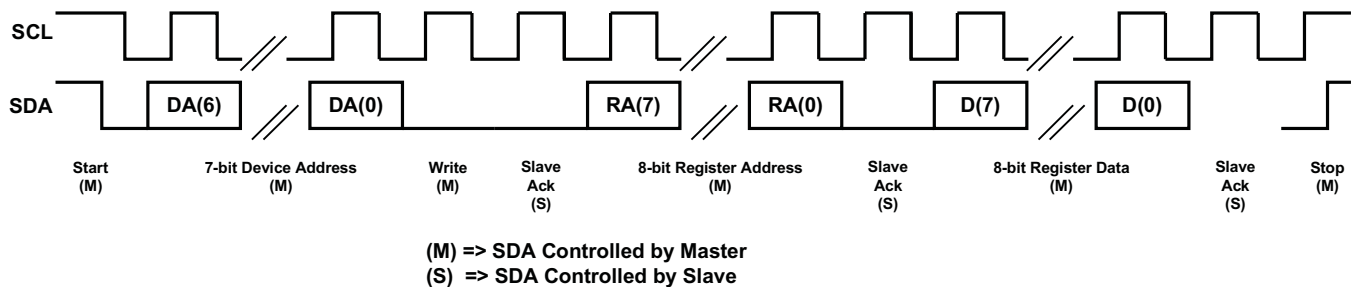 SCL
SDA
DA(6)
DA(0)
RA(7)
RA(0)
D(7)
D(0)
Start
(M)
7-bit Device Address
(M)
Write
(M)
Slave
Ack
(S)
8-bit Register Address
(M)
Slave
Ack
(S)
8-bit Register Data
(M)
Slave
Ack
(S)
Stop
(M)
(M) => SDA Controlled by Master
(S) => SDA Controlled by Slave